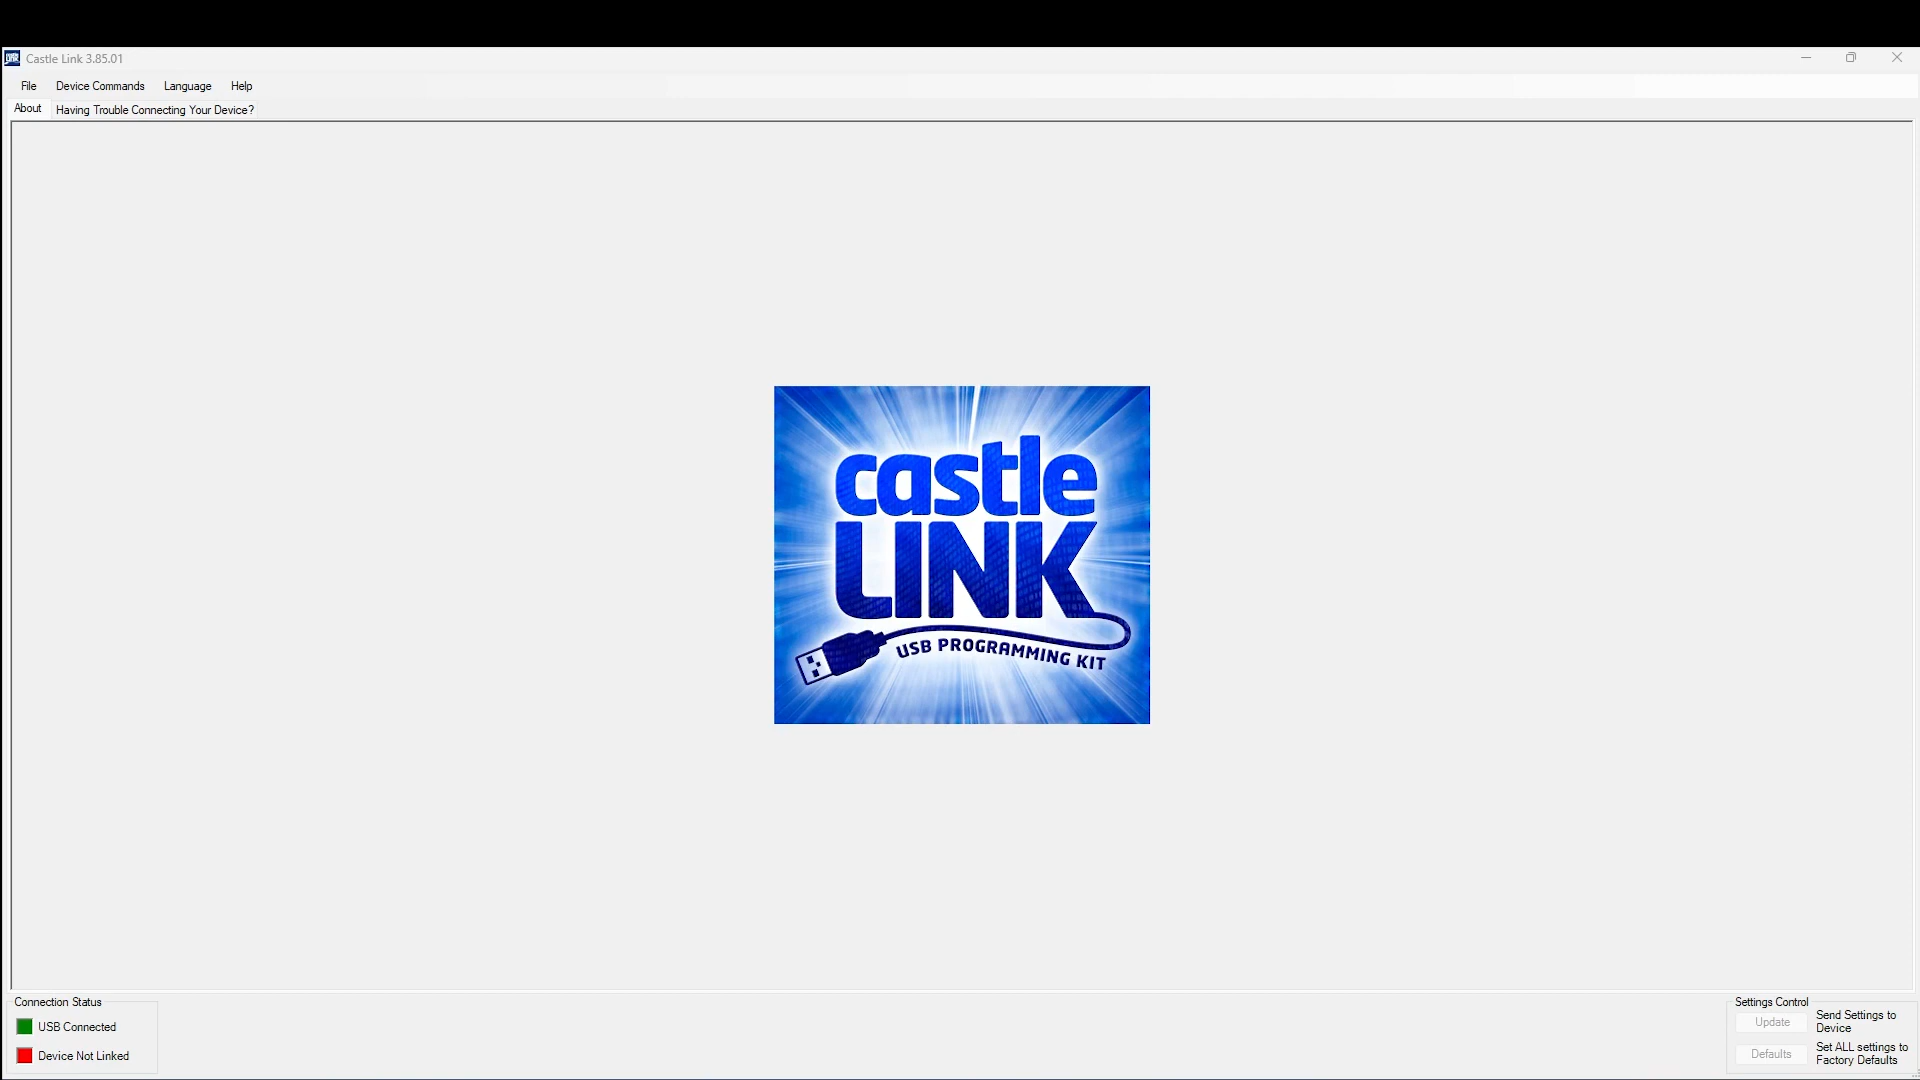 Castle Link 3.85.01
File Device Commands Language Help
About Having Trouble Connecting Your Device?
castle
LINK
USB PROGRAMMING KIT
Connection Status
USB Connected
Device Not Linked
Settings Control
Update Send Settings to
Device
Defaults Set ALL settings to
Factory Defaults